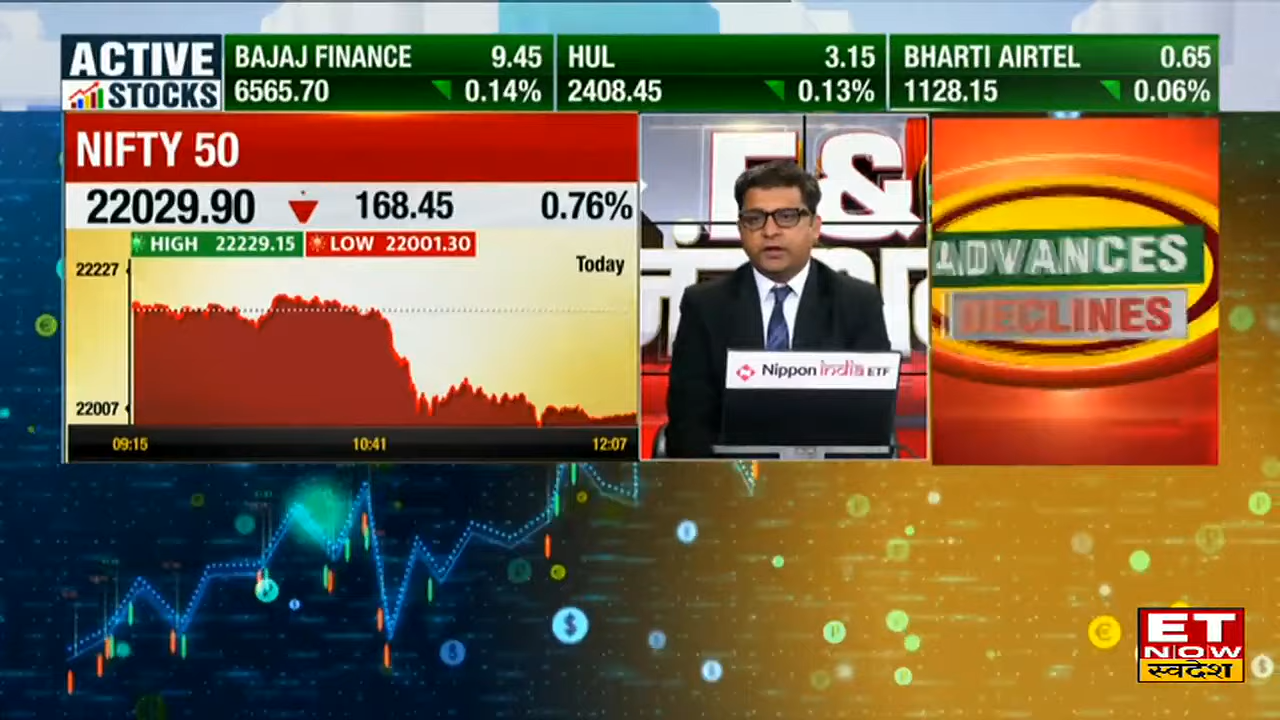 ACTIVE
STOCKS
BAJAJ FINANCE 9.45
6565.70 0.14%
HUL 3.15
2408.45 0.13%
BHARTI AIRTEL 0.65
1128.15 0.06%
NIFTY 50
22029.90 168.45 0.76%
HIGH 22229.15 LOW 22001.30
Today
22227
22007
09:15 10:41 12:07
E&
Nippon india ETF
ADVANCES
DECLINES
ET
NOW
स्वदेश